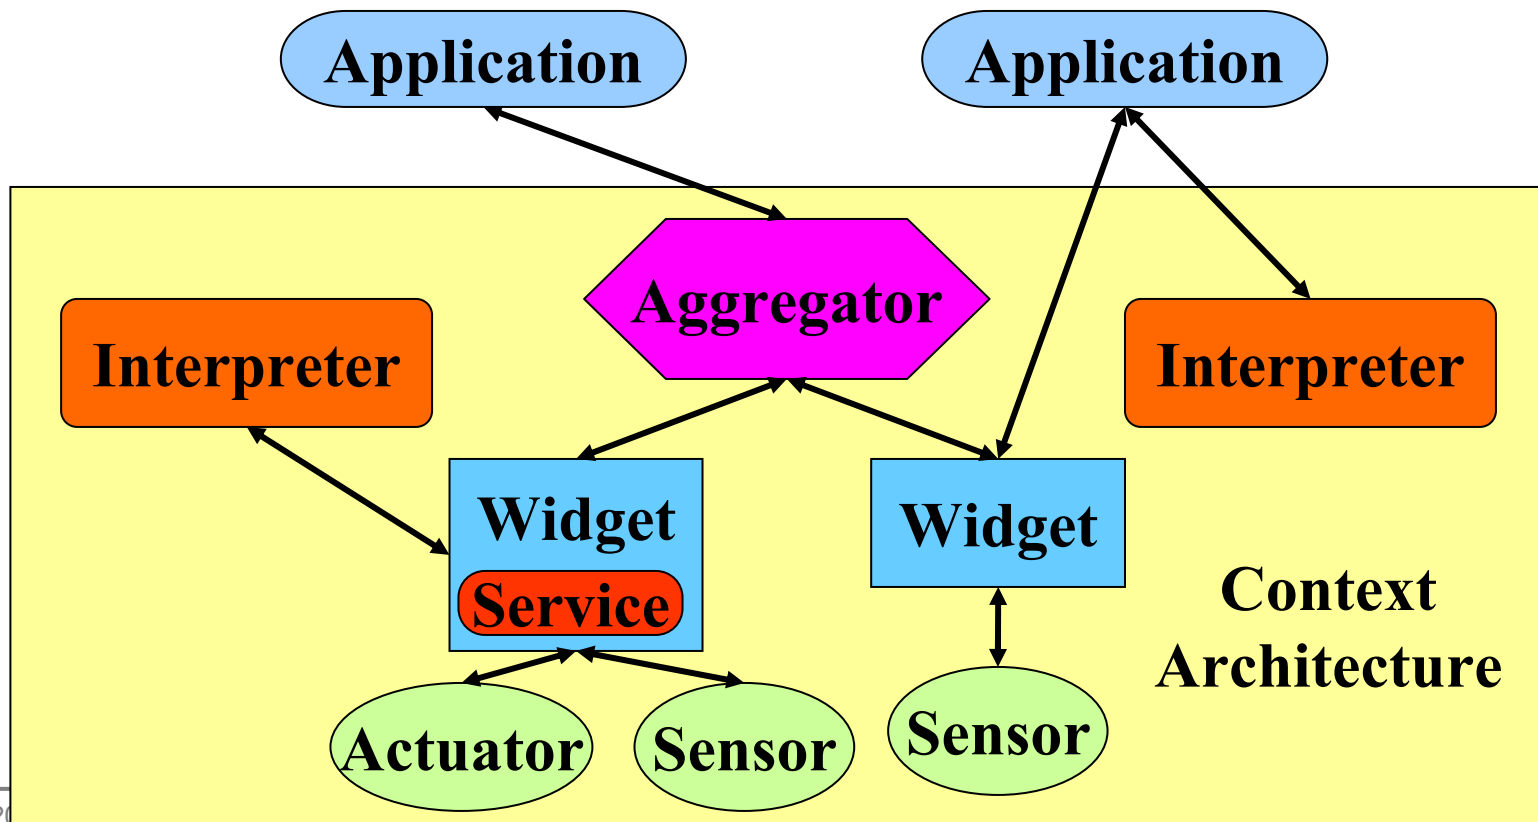 Application
Application
Aggregator
Interpreter
Interpreter
Widget
Widget
Service
Context
Architecture
Actuator
Sensor
Sensor